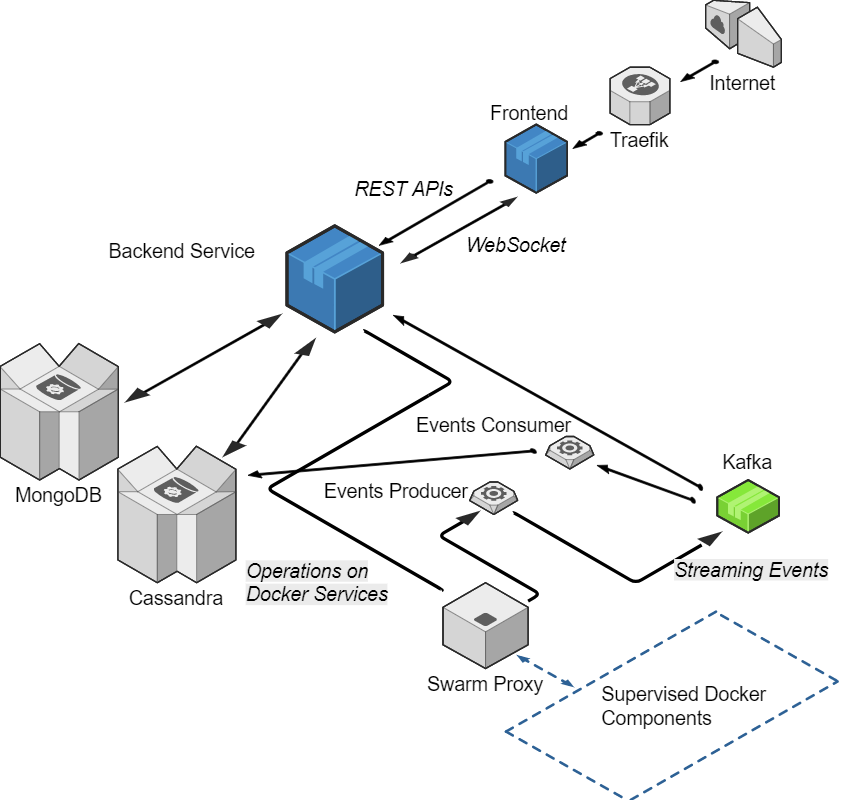 Internet
Frontend
Traefik
REST APIs
WebSocket
Backend Service
Events Consumer
Kafka
Events Producer
MongoDB
Streaming Events
Operations on
Docker Services
Cassandra
Swarm Proxy
Supervised Docker
Components